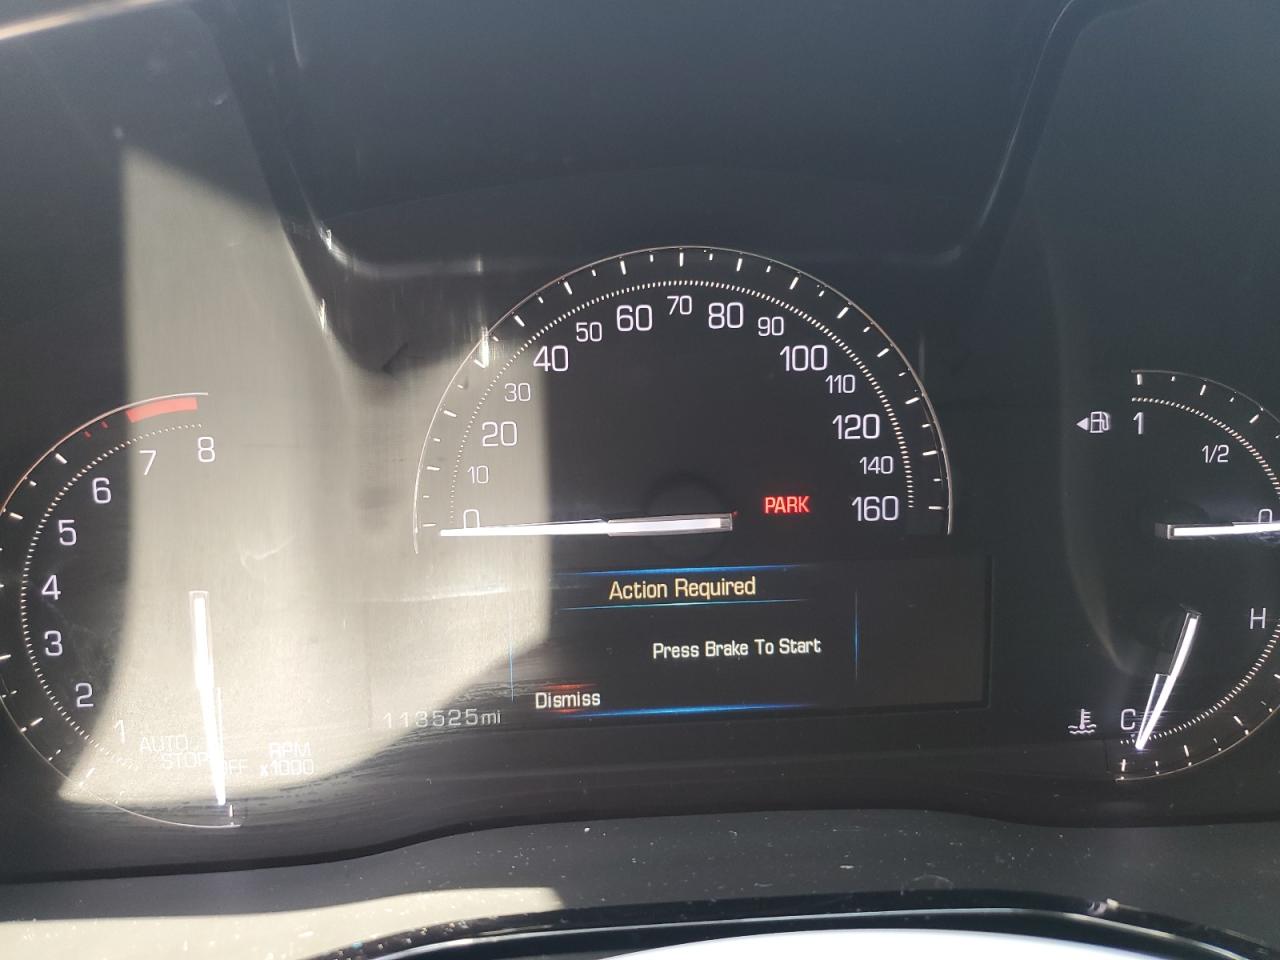 70
60 80
50 90
40 100
30 110
20 120
10 140
0 160
PARK
8
7
6
5
4
3
2
1
AUTO
STOP OFF
RPM
x1000
1
1/2
0
H
C
Action Required
Press Brake To Start
Dismiss
113525mi